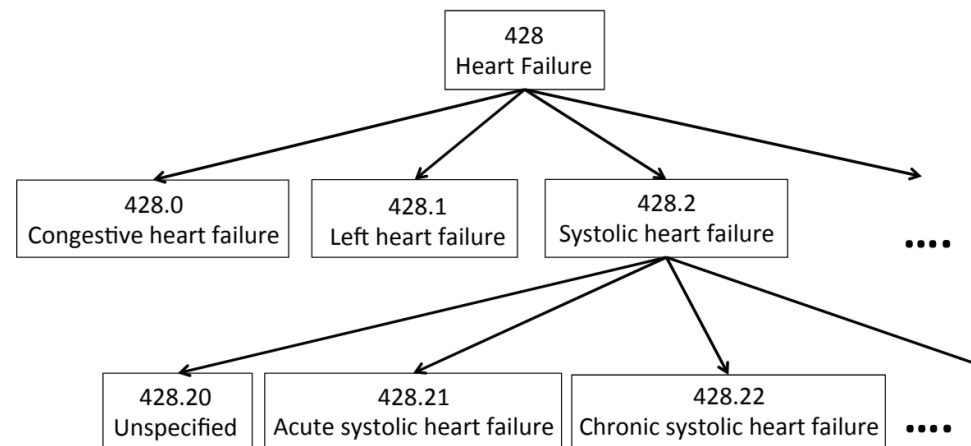 428
Heart Failure
428.0
Congestive heart failure
428.1
Left heart failure
428.2
Systolic heart failure
....
428.20
Unspecified
428.21
Acute systolic heart failure
428.22
Chronic systolic heart failure
....